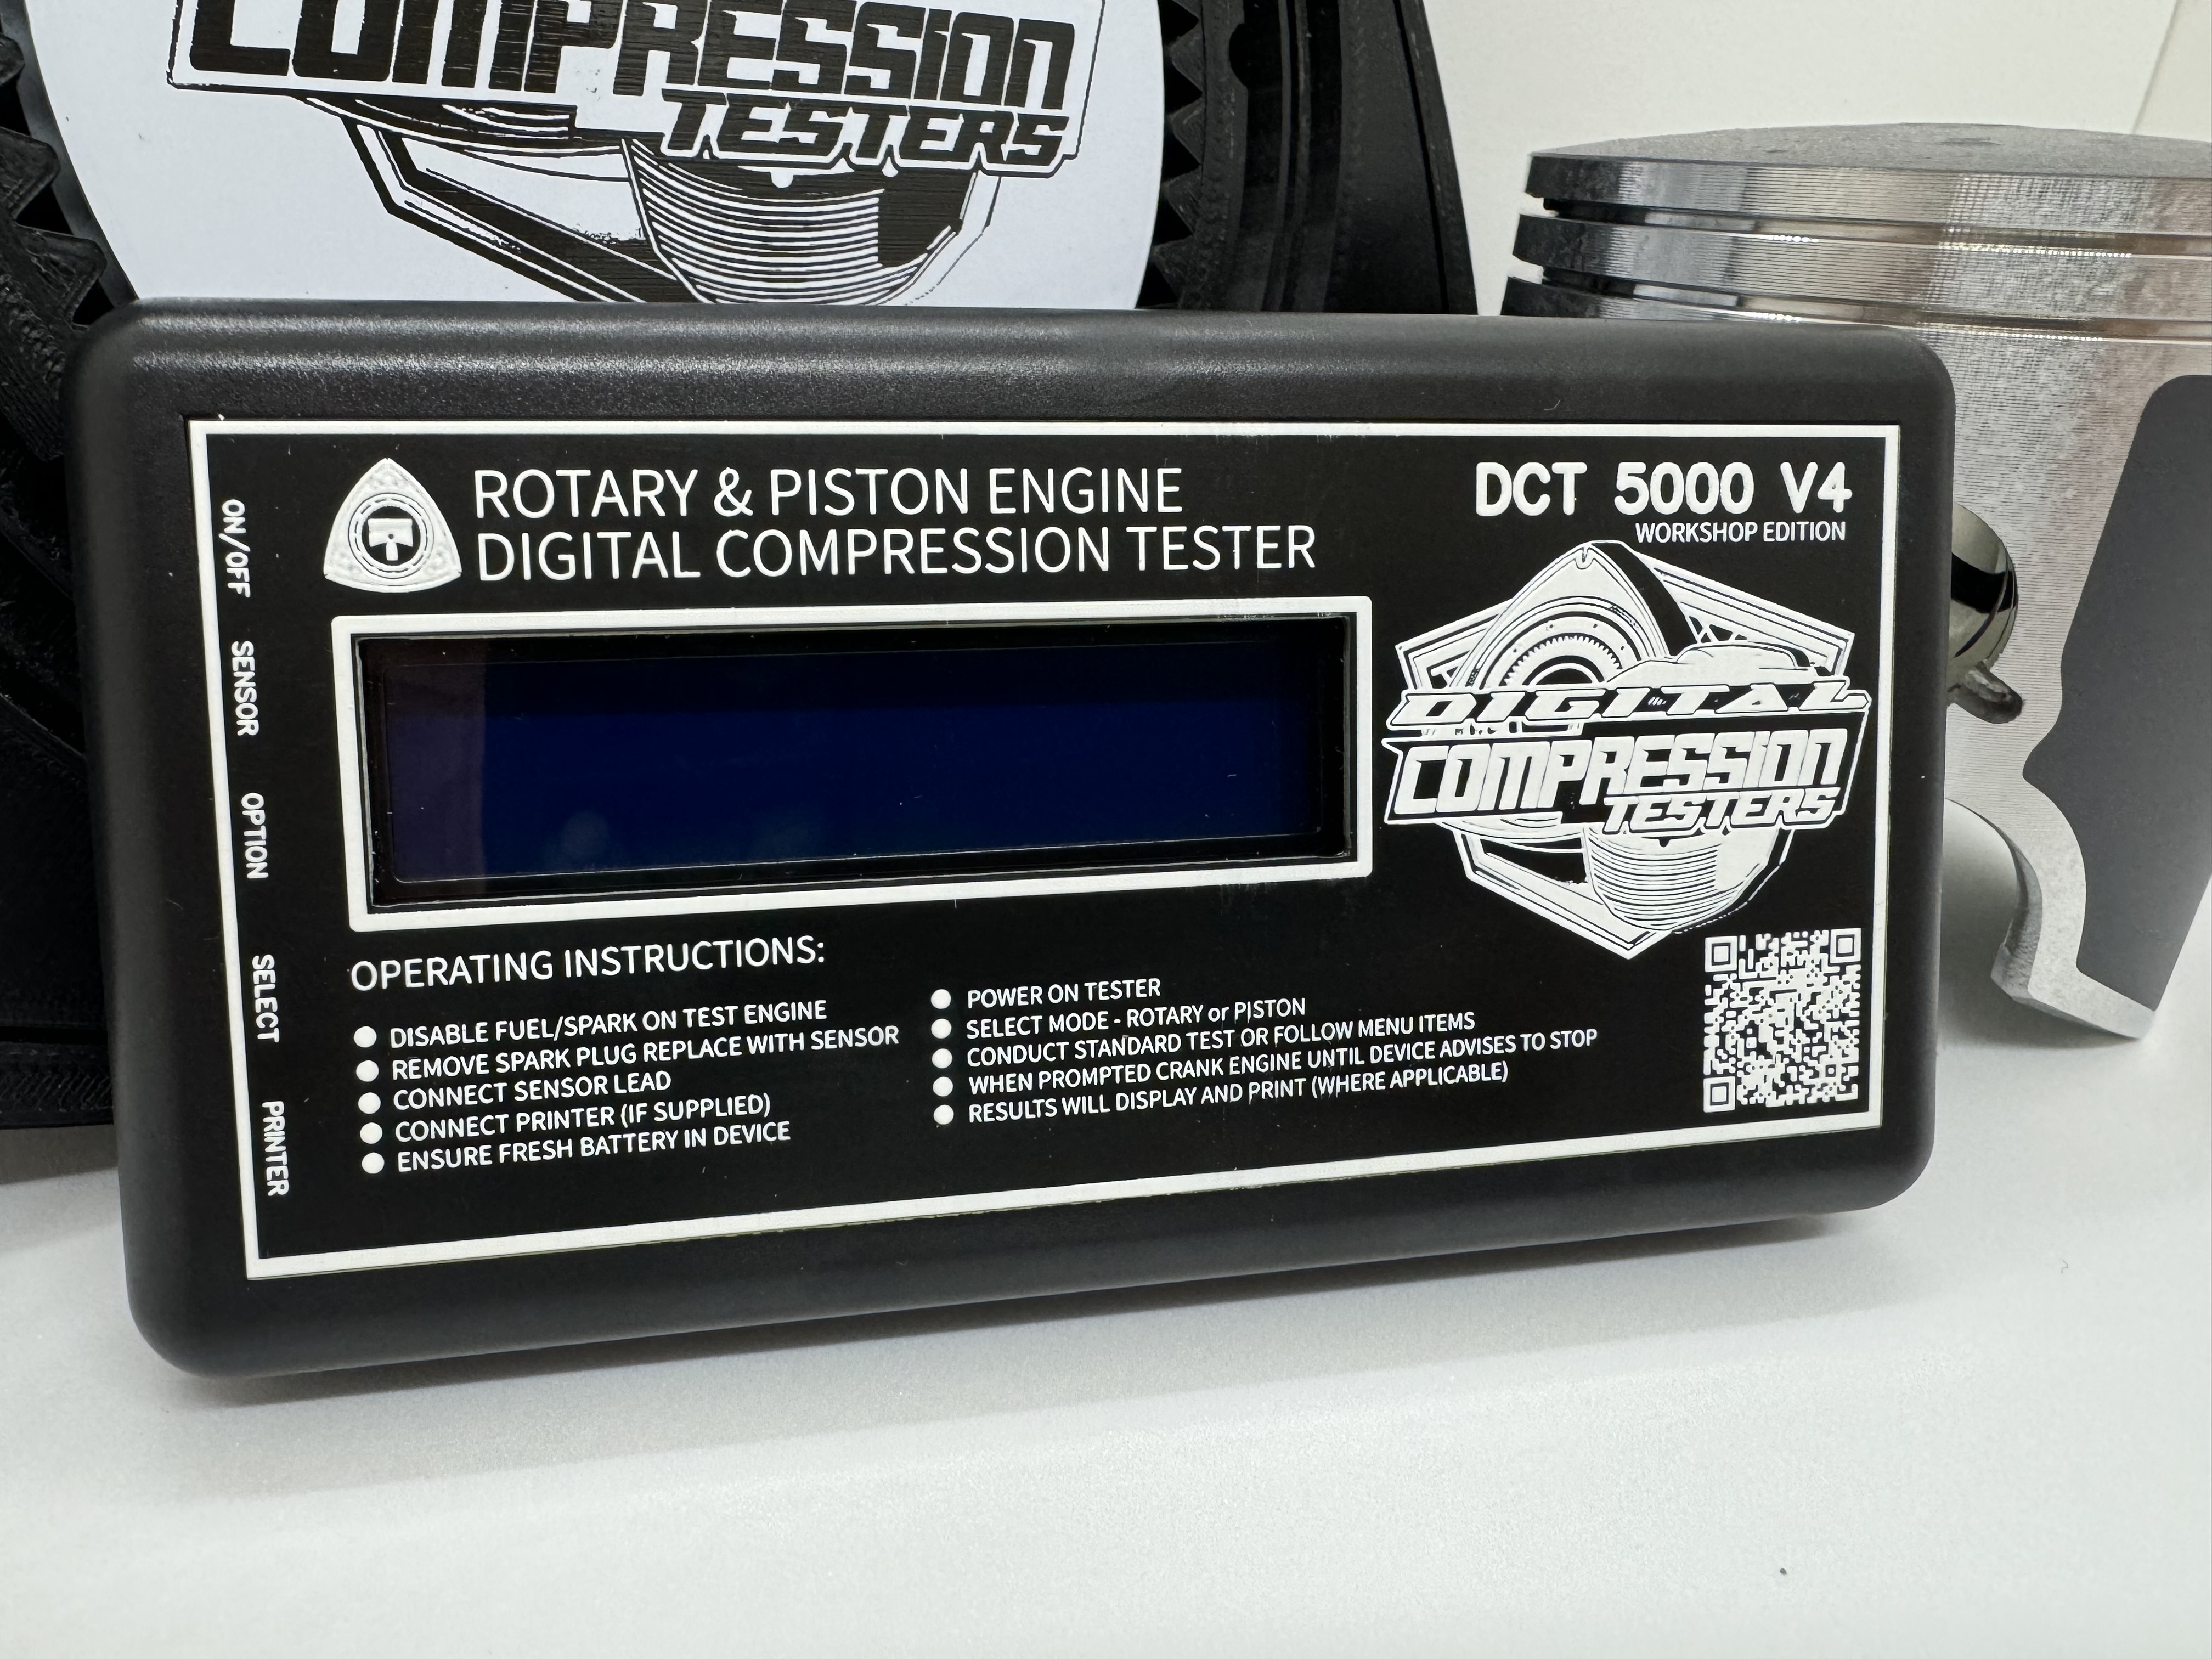 COMPRESSION
TESTERS
ROTARY & PISTON ENGINE
DIGITAL COMPRESSION TESTER
DCT 5000 V4
WORKSHOP EDITION
DIGITAL
COMPRESSION
TESTERS
ON/OFF
SENSOR
OPTION
SELECT
PRINTER
OPERATING INSTRUCTIONS:
● DISABLE FUEL/SPARK ON TEST ENGINE
● REMOVE SPARK PLUG REPLACE WITH SENSOR
● CONNECT SENSOR LEAD
● CONNECT PRINTER (IF SUPPLIED)
● ENSURE FRESH BATTERY IN DEVICE
● POWER ON TESTER
● SELECT MODE - ROTARY or PISTON
● CONDUCT STANDARD TEST OR FOLLOW MENU ITEMS
● WHEN PROMPTED CRANK ENGINE UNTIL DEVICE ADVISES TO STOP
● RESULTS WILL DISPLAY AND PRINT (WHERE APPLICABLE)